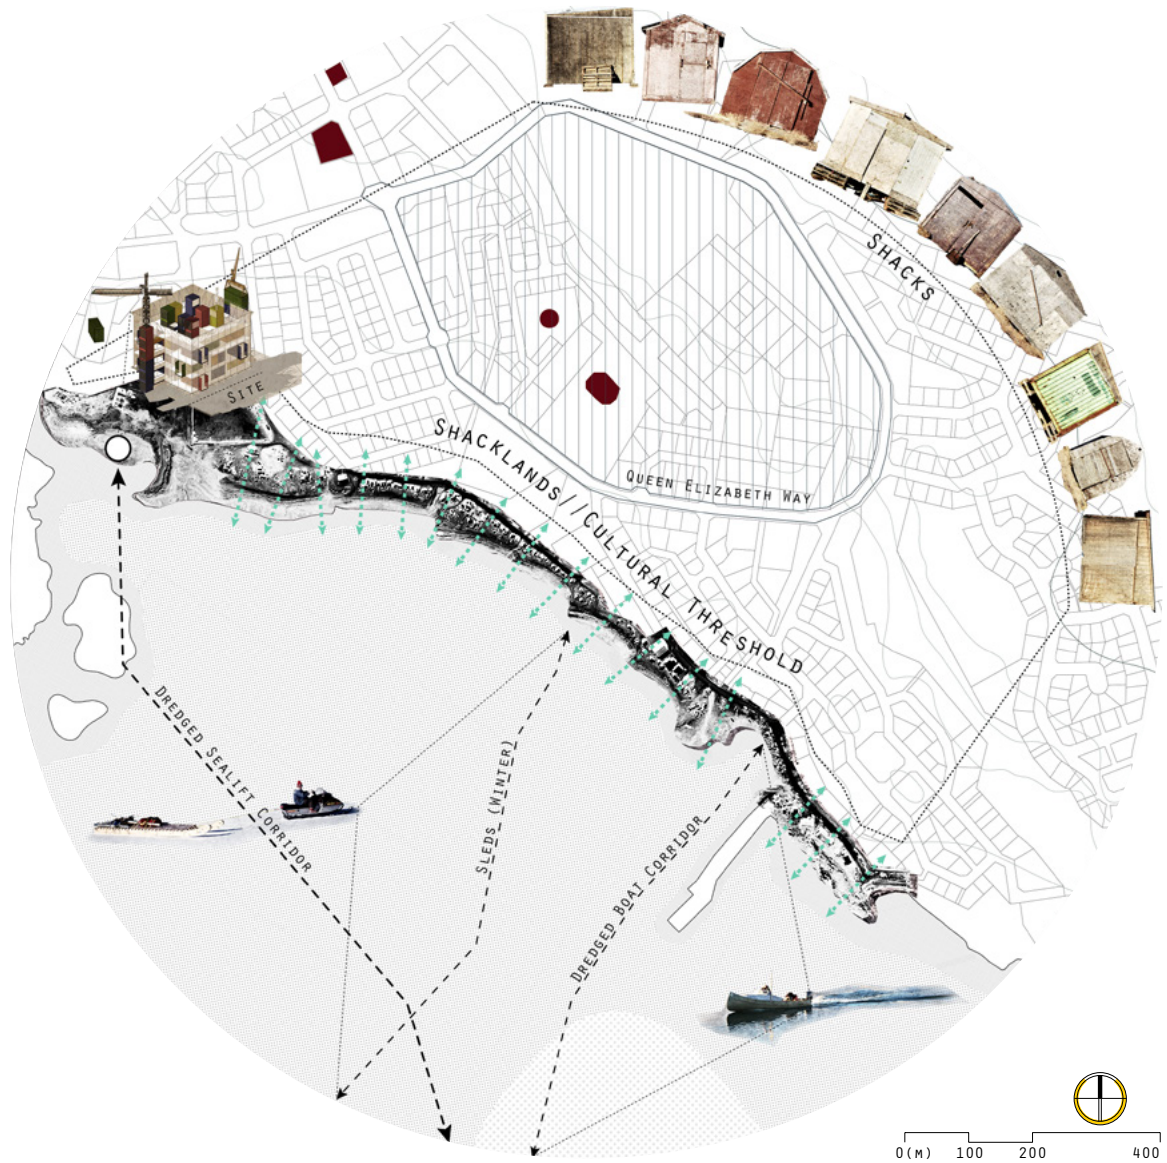 Shacks
Site
Shacklands//Cultural Threshold
Queen Elizabeth Way
Dredged Sealift Corridor
Sleds (Winter)
Dredged Boat Corridor
0(m) 100 200 400